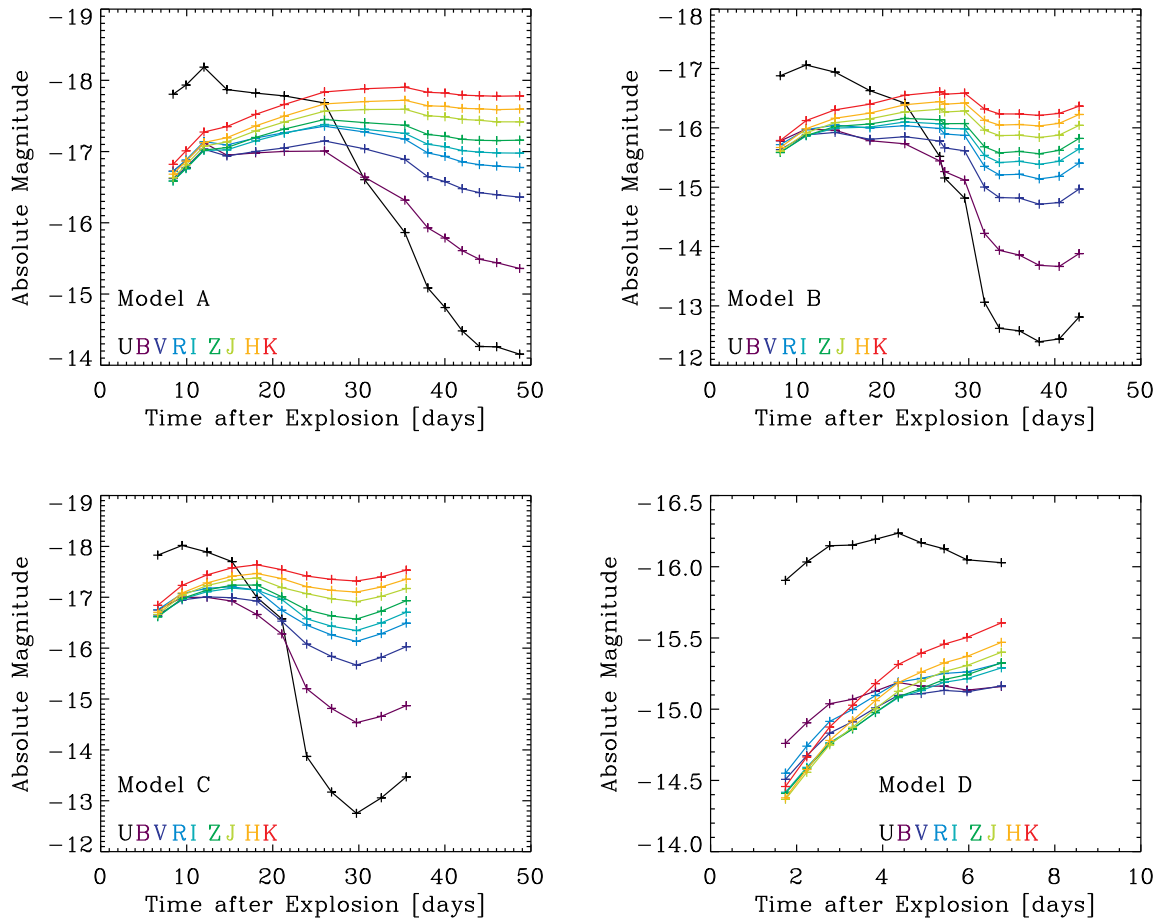 −19
−18
−17
−16
−15
−14
Absolute Magnitude
Model A
UBVRI ZJ HK
0 10 20 30 40 50
Time after Explosion [days]
−18
−17
−16
−15
−14
−13
−12
Absolute Magnitude
Model B
UBVRI ZJ HK
0 10 20 30 40 50
Time after Explosion [days]
−19
−18
−17
−16
−15
−14
−13
−12
Absolute Magnitude
Model C
UBVRI ZJ HK
0 10 20 30 40 50
Time after Explosion [days]
−16.5
−16.0
−15.5
−15.0
−14.5
−14.0
Absolute Magnitude
Model D
UBVRI ZJ HK
0 2 4 6 8 10
Time after Explosion [days]